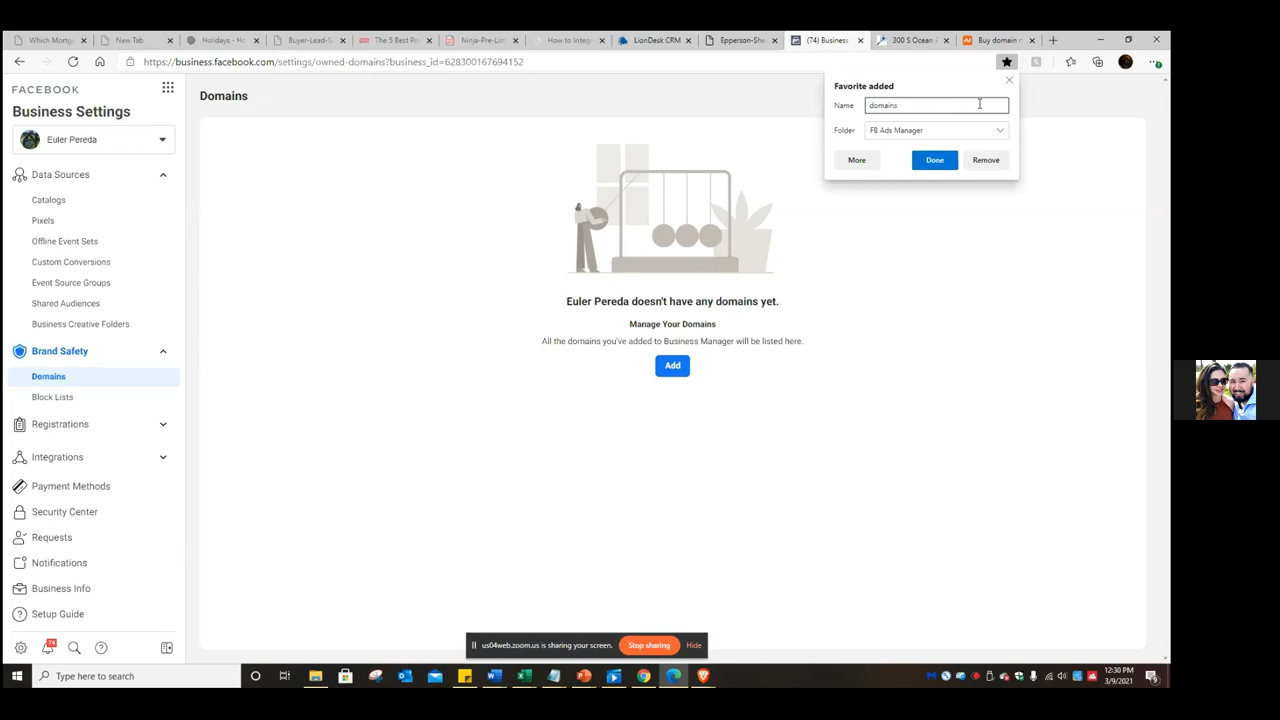 Which Mortg
New Tab
Holidays - Ho
Buyer-Lead-S
The 5 Best Po
Ninja-Pre-List
How to Integ
LionDesk CRM
Epperson-She
(74) Business
300 S Ocean
Buy domain n
https://business.facebook.com/settings/owned-domains?business_id=628300167694152
FACEBOOK
Business Settings
Euler Pereda
Data Sources
Catalogs
Pixels
Offline Event Sets
Custom Conversions
Event Source Groups
Shared Audiences
Business Creative Folders
Brand Safety
Domains
Block Lists
Registrations
Integrations
Payment Methods
Security Center
Requests
Notifications
Business Info
Setup Guide
74
Domains
Favorite added
Name domains
Folder FB Ads Manager
More Done Remove
Euler Pereda doesn't have any domains yet.
Manage Your Domains
All the domains you've added to Business Manager will be listed here.
Add
us04web.zoom.us is sharing your screen. Stop sharing Hide
Type here to search
12:30 PM
3/9/2021